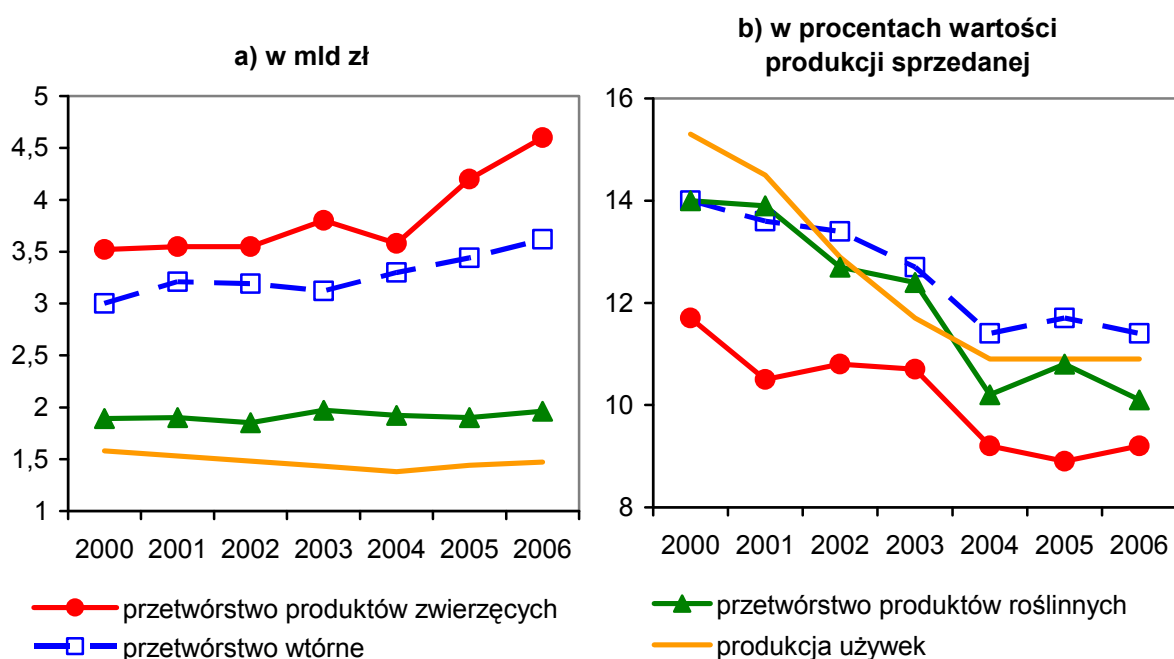 a) w mld zł
5
4,5
4
3,5
3
2,5
2
1,5
1
2000 2001 2002 2003 2004 2005 2006
b) w procentach wartości
produkcji sprzedanej
16
14
12
10
8
2000 2001 2002 2003 2004 2005 2006
przetwórstwo produktów zwierzęcych
przetwórstwo wtórne
przetwórstwo produktów roślinnych
produkcja używek